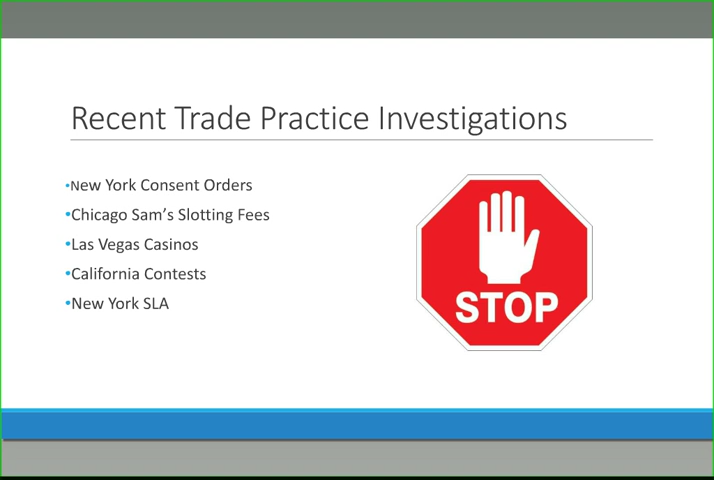 Recent Trade Practice Investigations
•New York Consent Orders
•Chicago Sam's Slotting Fees
•Las Vegas Casinos
•California Contests
•New York SLA
STOP